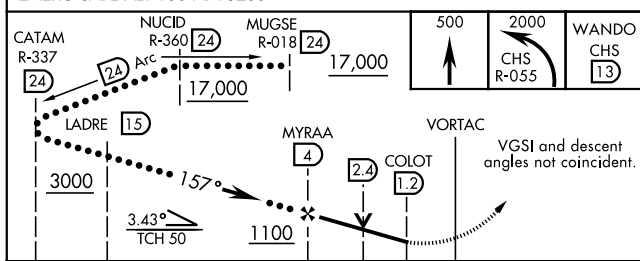 NUCID
R-360 24
MUGSE
R-018 24
17,000
17,000
CATAM
R-337
24
24 Arc
LADRE 15
3000
157°
3.43°
TCH 50
1100
MYRAA
4
2.4
COLOT
1.2
VORTAC
VGSI and descent
angles not coincident.
500
2000
CHS
R-055
WANDO
CHS
13